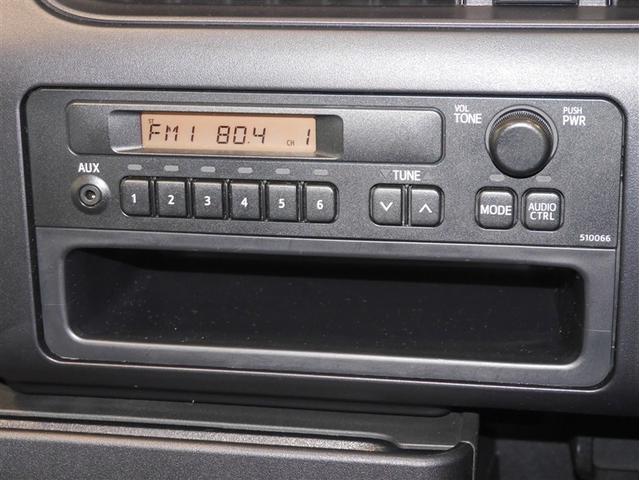 ST
FM1 80.4 CH 1
VOL
TONE
PUSH
PWR
AUX
TUNE
1 2 3 4 5 6
MODE
AUDIO
CTRL
510066